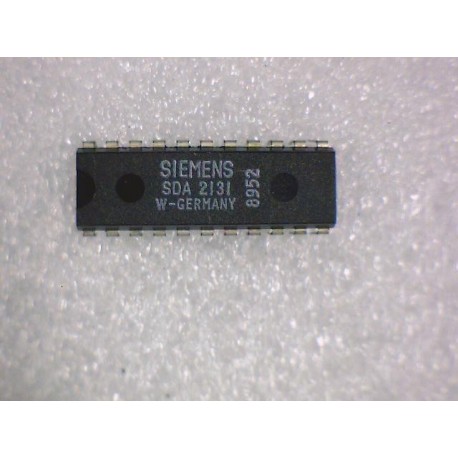 SIEMENS
SDA 2131
W-GERMANY
8952